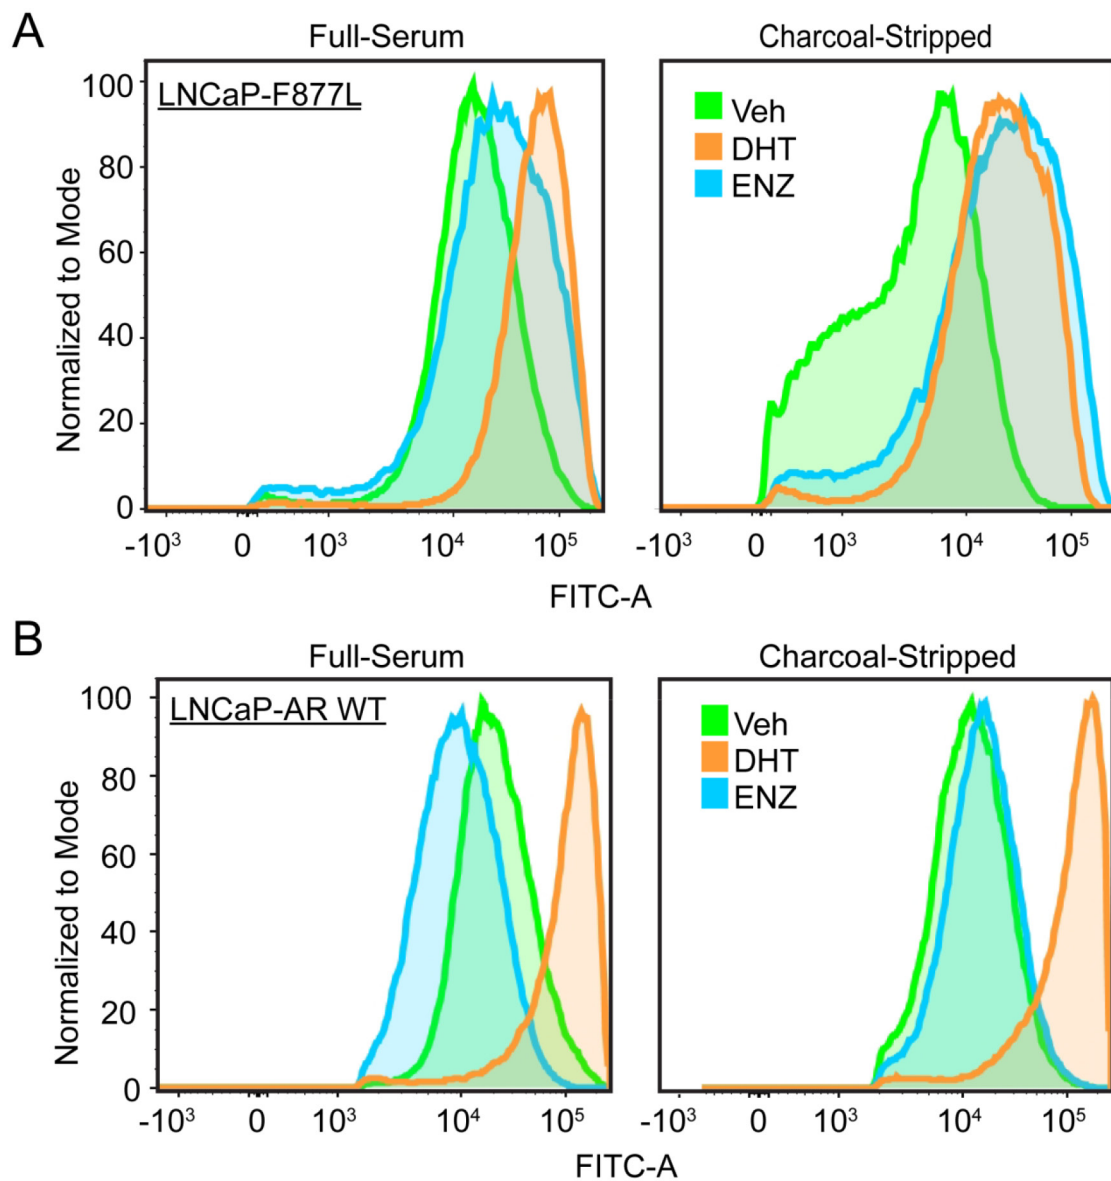 A
Full-Serum
Charcoal-Stripped
LNCaP-F877L
Veh
DHT
ENZ
Normalized to Mode
100
80
60
40
20
0
-10³ 0 10³ 10⁴ 10⁵
-10³ 0 10³ 10⁴ 10⁵
FITC-A
B
Full-Serum
Charcoal-Stripped
LNCaP-AR WT
Veh
DHT
ENZ
Normalized to Mode
100
80
60
40
20
0
-10³ 0 10³ 10⁴ 10⁵
-10³ 0 10³ 10⁴ 10⁵
FITC-A